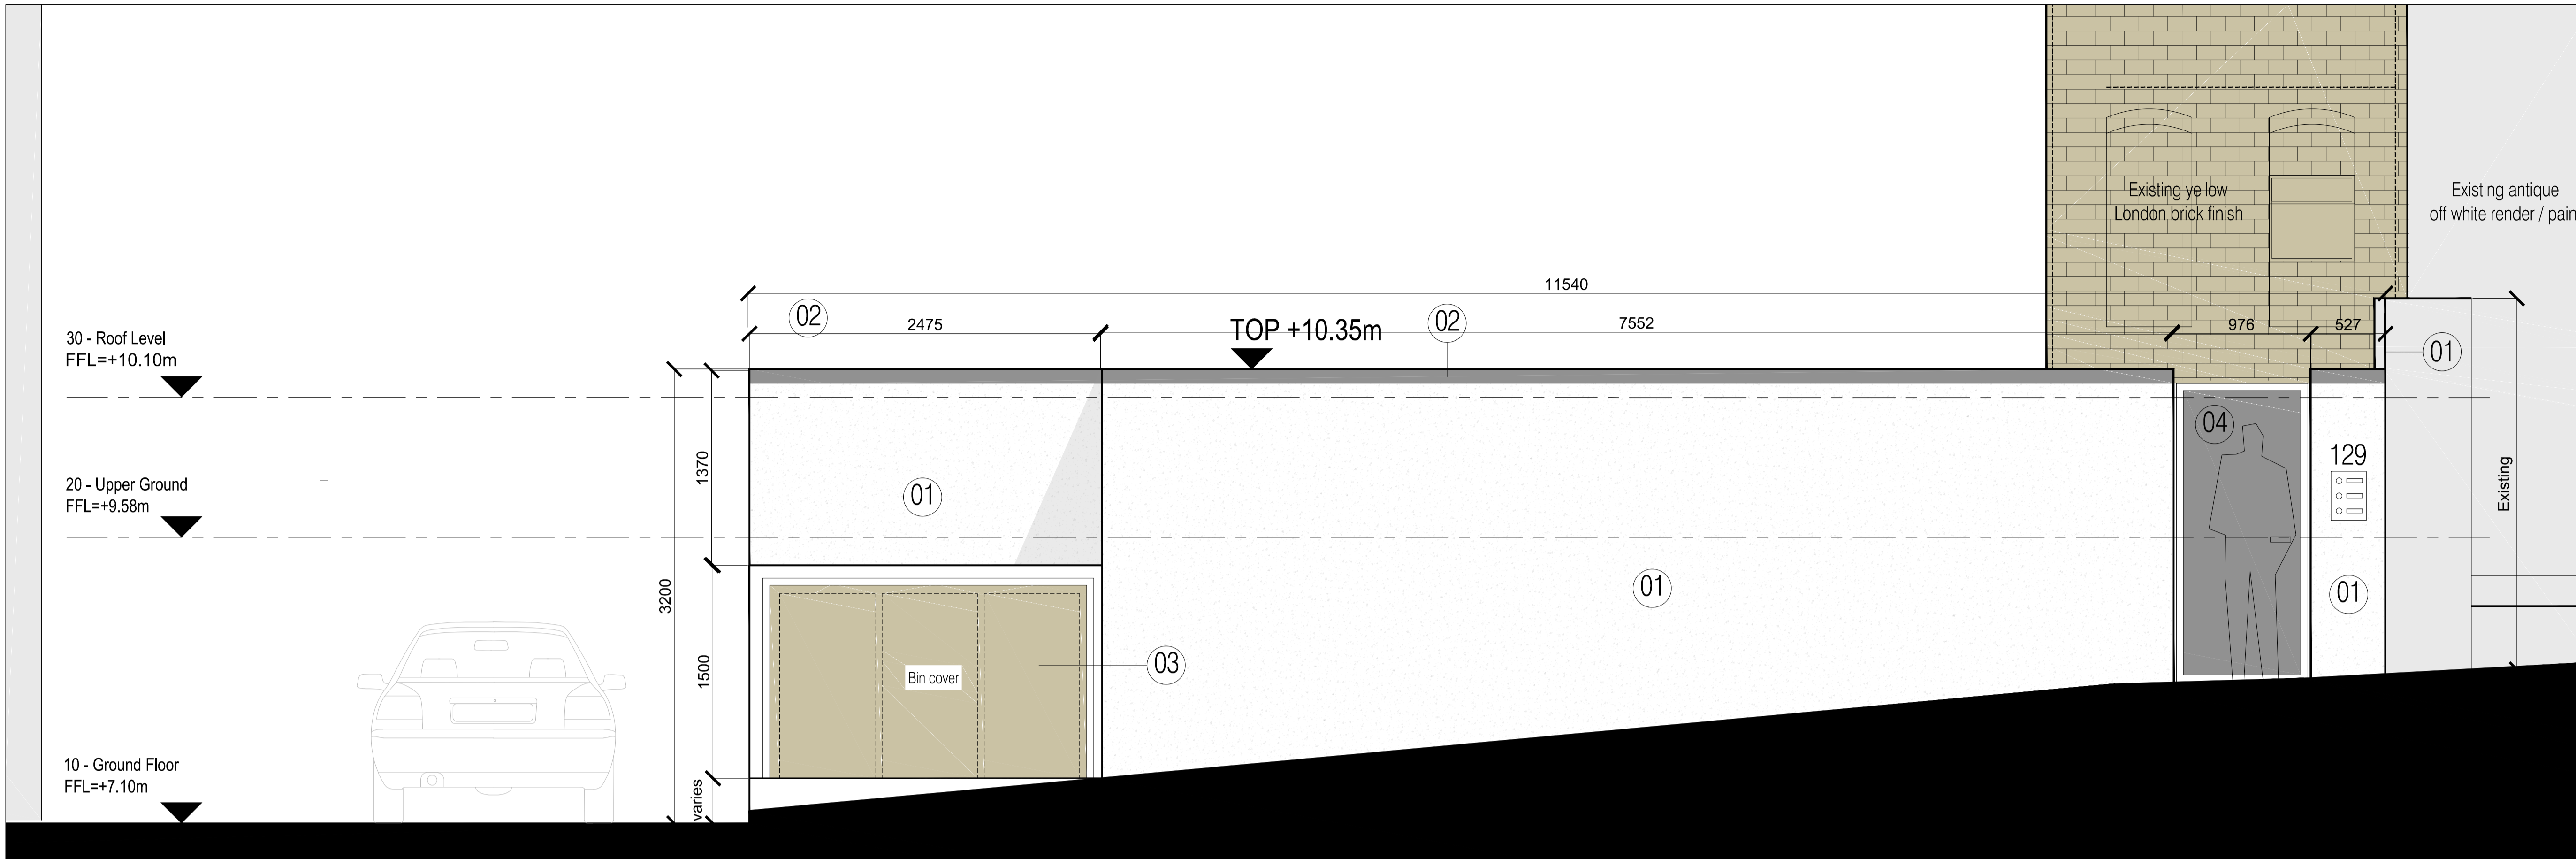 Existing yellow
London brick finish
Existing antique
off white render / pain
11540
02
2475
TOP +10.35m
02
7552
976
527
01
30 - Roof Level
FFL=+10.10m
04
129
1370
01
Existing
20 - Upper Ground
FFL=+9.58m
3200
01
01
1500
Bin cover
03
10 - Ground Floor
FFL=+7.10m
varies